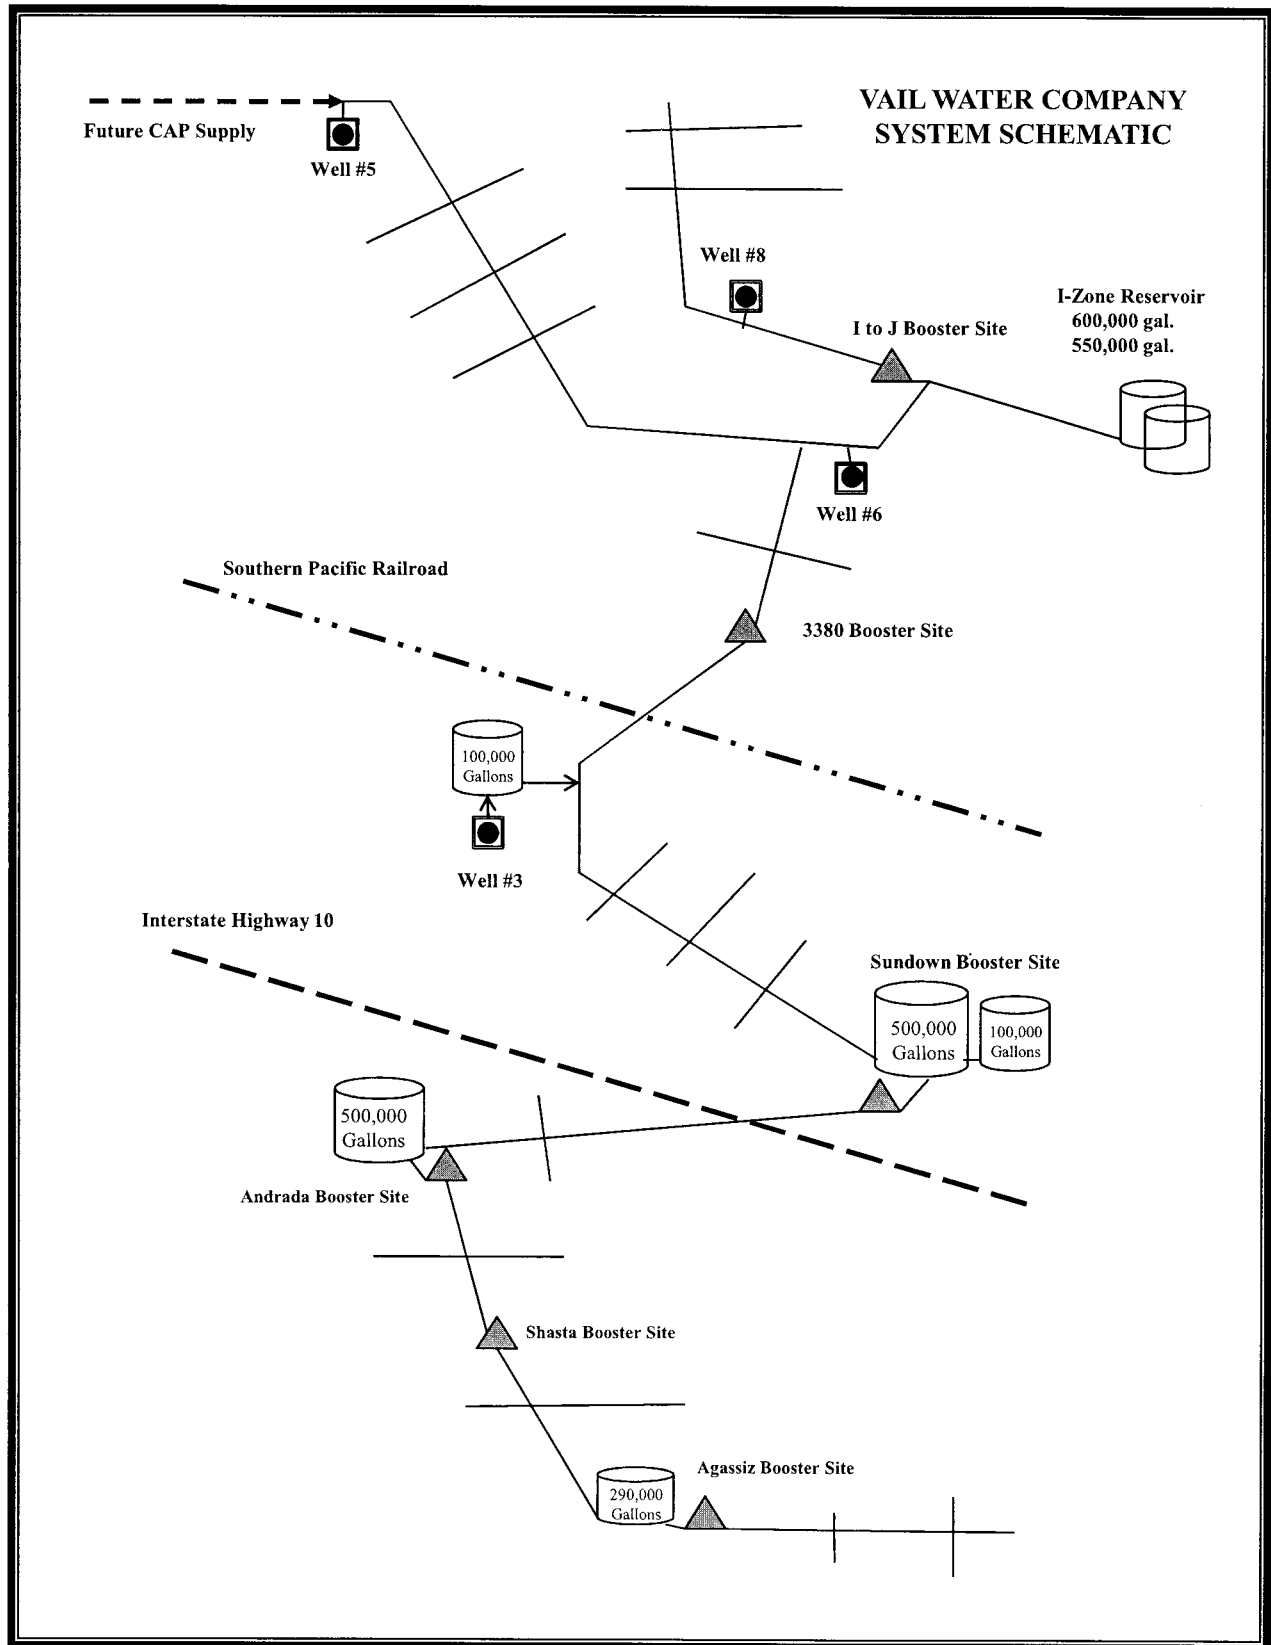 VAIL WATER COMPANY
SYSTEM SCHEMATIC
Future CAP Supply
Well #5
Well #8
I-Zone Reservoir
600,000 gal.
550,000 gal.
I to J Booster Site
Well #6
Southern Pacific Railroad
3380 Booster Site
100,000
Gallons
Well #3
Interstate Highway 10
Sundown Booster Site
500,000
Gallons
100,000
Gallons
500,000
Gallons
Andrada Booster Site
Shasta Booster Site
Agassiz Booster Site
290,000
Gallons